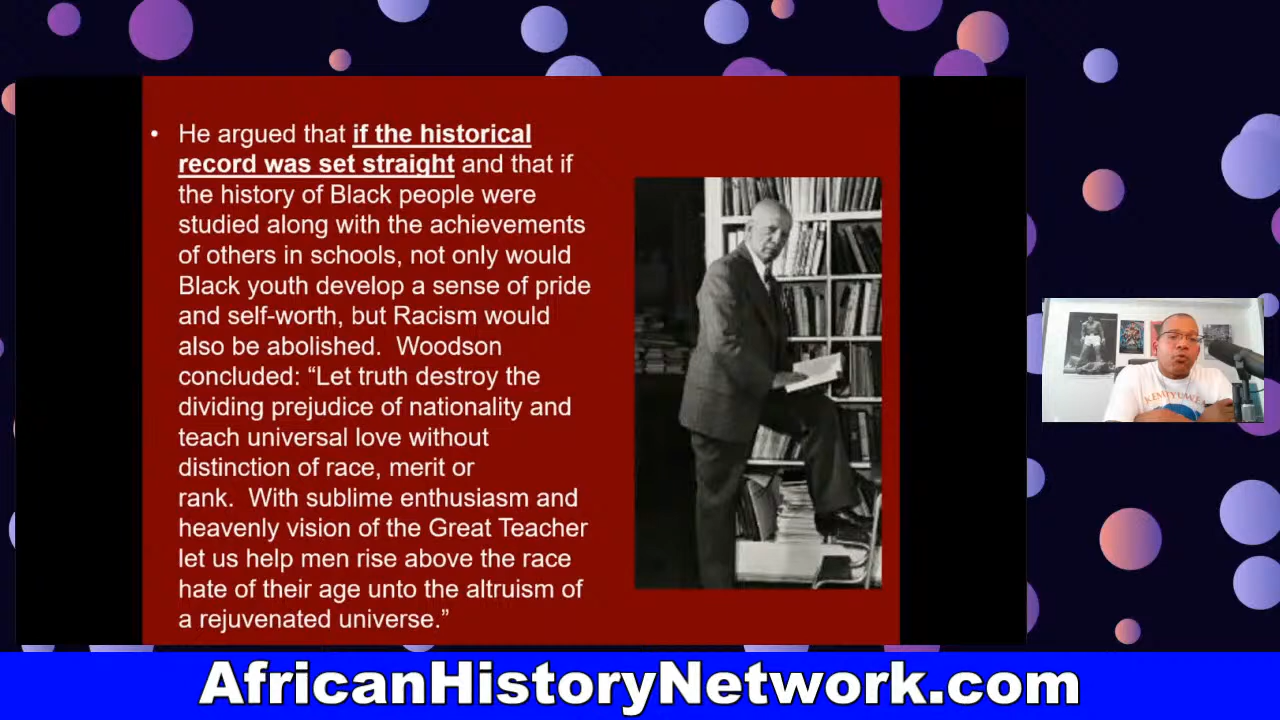 • He argued that if the historical
record was set straight and that if
the history of Black people were
studied along with the achievements
of others in schools, not only would
Black youth develop a sense of pride
and self-worth, but Racism would
also be abolished.  Woodson
concluded: “Let truth destroy the
dividing prejudice of nationality and
teach universal love without
distinction of race, merit or
rank.  With sublime enthusiasm and
heavenly vision of the Great Teacher
let us help men rise above the race
hate of their age unto the altruism of
a rejuvenated universe.”
AfricanHistoryNetwork.com